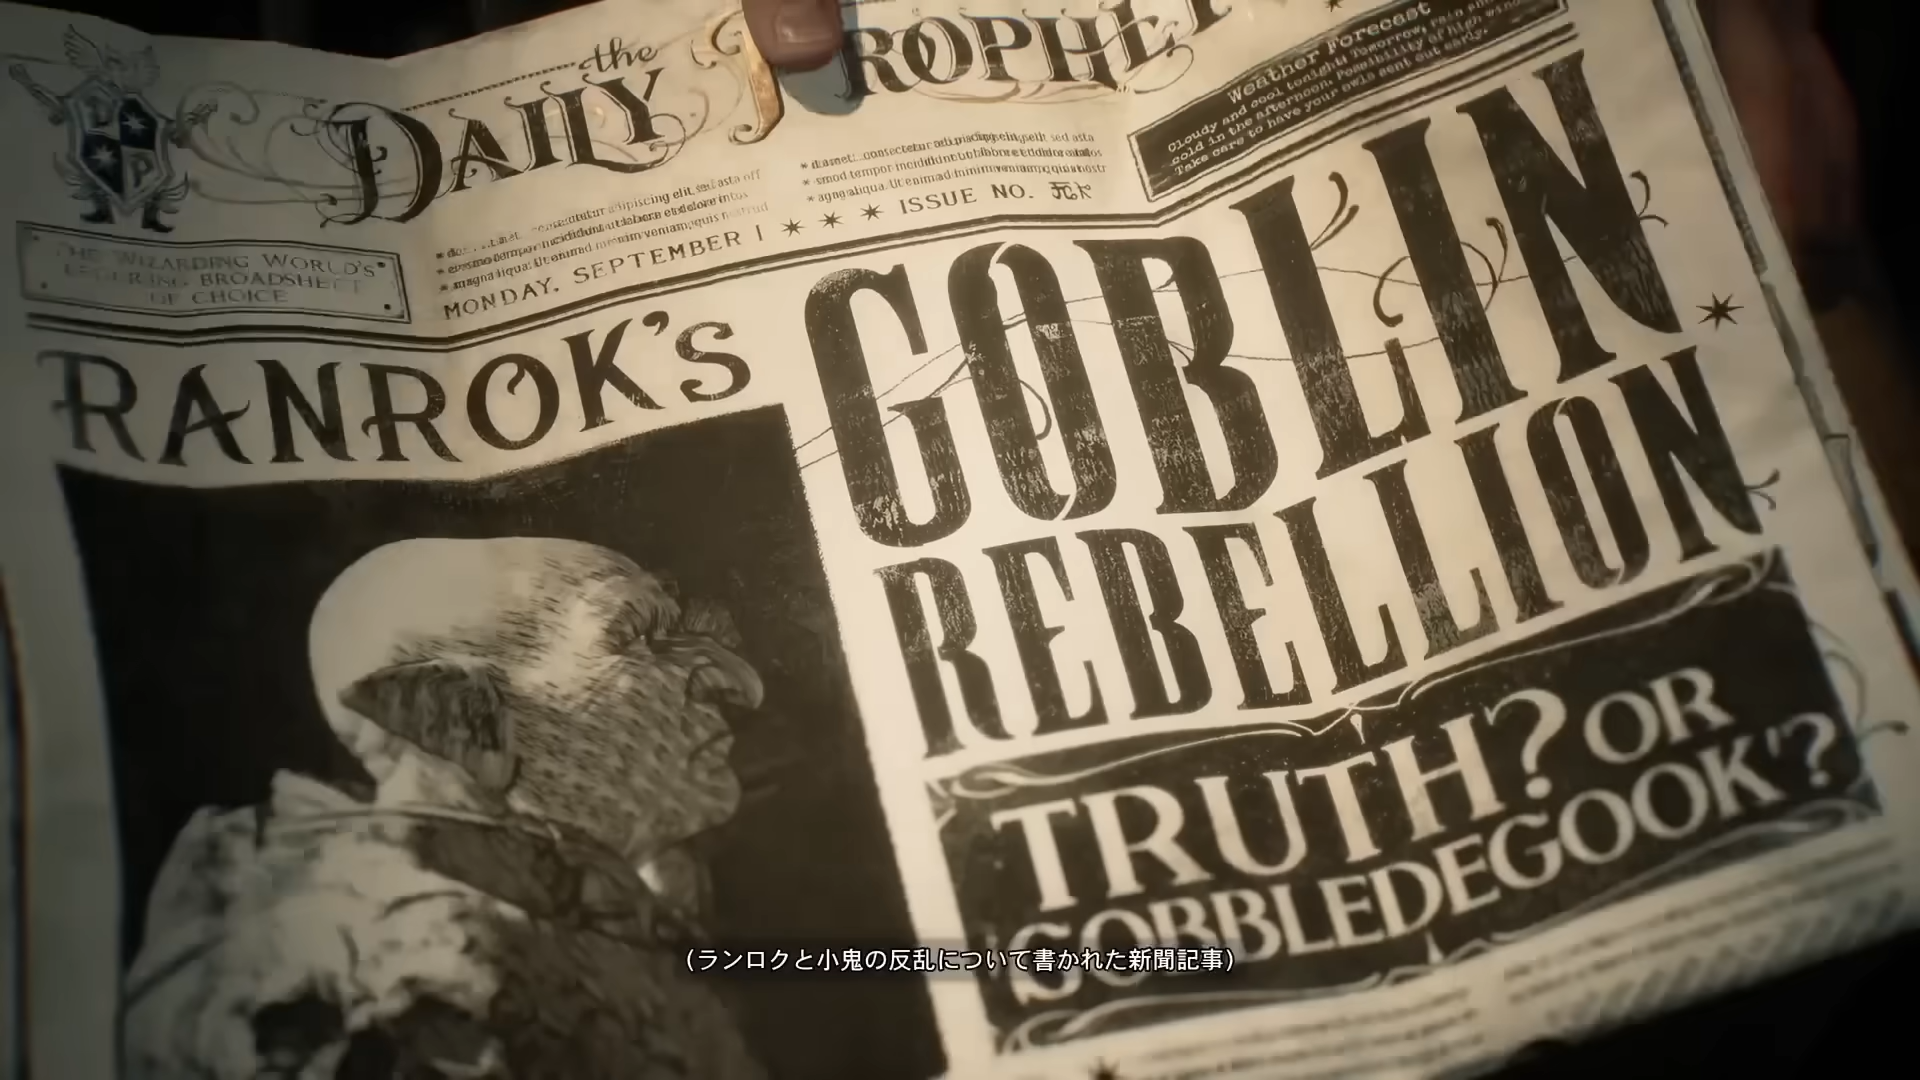 the
DAILY PROPHET
Weather Forecast
d cool tonight; Tomorrow, rain
Cloudy and
cold in the afternoon. Possibility of high wind
Take care to have your owls sent out early.
THE WIZARDING WORLD'S
BROADSHEET
OF CHOICE
MONDAY, SEPTEMBER 1 ISSUE NO.
RANROK'S
GOBLIN
REBELLION
TRUTH? OR
GOBBLEDEGOOK'?
(ランロクと小鬼の反乱について書かれた新聞記事)